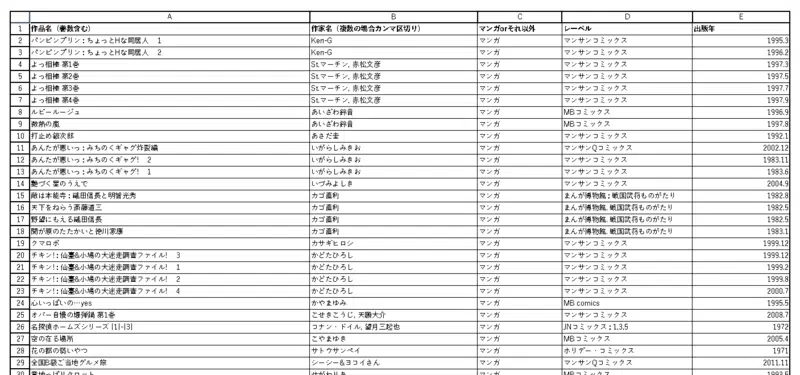 A B C D E
1 作品名（巻数含む） 作家名（複数の場合カンマ区切り） マンガorそれ以外 レーベル 出版年
2 パンピンプリン : ちょっとHな同居人 1 Ken-G マンガ マンサンコミックス 1995.3
3 パンピンプリン : ちょっとHな同居人 2 Ken-G マンガ マンサンコミックス 1996.2
4 よっ相棒 第1巻 St.マーチン, 赤松文彦 マンガ マンサンコミックス 1997.3
5 よっ相棒 第2巻 St.マーチン, 赤松文彦 マンガ マンサンコミックス 1997.5
6 よっ相棒 第3巻 St.マーチン, 赤松文彦 マンガ マンサンコミックス 1997.7
7 よっ相棒 第4巻 St.マーチン, 赤松文彦 マンガ マンサンコミックス 1997.9
8 ルビールージュ あいざわ鈴音 マンガ MBコミックス 1996.9
9 微熱の嵐 あいざわ鈴音 マンガ MBコミックス 1997.8
10 打止め銀次郎 あさだ マンガ マンサンコミックス 1992.1
11 あんたが悪いっ : みちのくギャグ炸裂編 いがらしみきお マンガ マンサンQコミックス 2002.12
12 あんたが悪いっ : みちのくギャグ! 2 いがらしみきお マンガ マンサンコミックス 1983.11
13 あんたが悪いっ : みちのくギャグ! 1 いがらしみきお マンガ マンサンコミックス 1983.6
14 艶づく闇のうえで いづみよしき マンガ マンサンコミックス 2004.9
15 敵は本能寺 : 織田信長と明智光秀 カゴ直利 マンガ まんが博物館 ; 戦国武将ものがたり 1982.8
16 天下をねらう斎藤道三 カゴ直利 マンガ まんが博物館. 戦国武将ものがたり 1982.5
17 野望にもえる織田信長 カゴ直利 マンガ まんが博物館. 戦国武将ものがたり 1982.5
18 関が原のたたかいと徳川家康 カゴ直利 マンガ まんが博物館. 戦国武将ものがたり 1983.1
19 クマロボ カサギヒロシ マンガ マンサンコミックス 1999.12
20 チキン! : 仙臺&小鳩の大迷走調査ファイル! 3 かどたひろし マンガ マンサンコミックス 1999.12
21 チキン! : 仙臺&小鳩の大迷走調査ファイル! 1 かどたひろし マンガ マンサンコミックス 1999.2
22 チキン! : 仙臺&小鳩の大迷走調査ファイル! 2 かどたひろし マンガ マンサンコミックス 1999.8
23 チキン! : 仙臺&小鳩の大迷走調査ファイル! 4 かどたひろし マンガ マンサンコミックス 2000.7
24 心いっぱいの…yes かやまゆみ マンガ MB comics 1995.5
25 オバー自慢の爆弾鍋 第1巻 こせきこうじ, 天願大介 マンガ マンサンコミックス 2008.7
26 名探偵ホームズシリーズ [1]-[3] コナン・ドイル, 望月三起也 マンガ JNコミックス ; 1,3,5 1972
27 空の在る場所 こやまゆき マンガ MBコミックス 2005.4
28 花の都の弱いやつ サトウサンペイ マンガ ホリデー・コミックス 1971
29 全国B級ご当地グルメ旅 シーシー&ヨコイさん マンガ マンサンQコミックス 2011.11